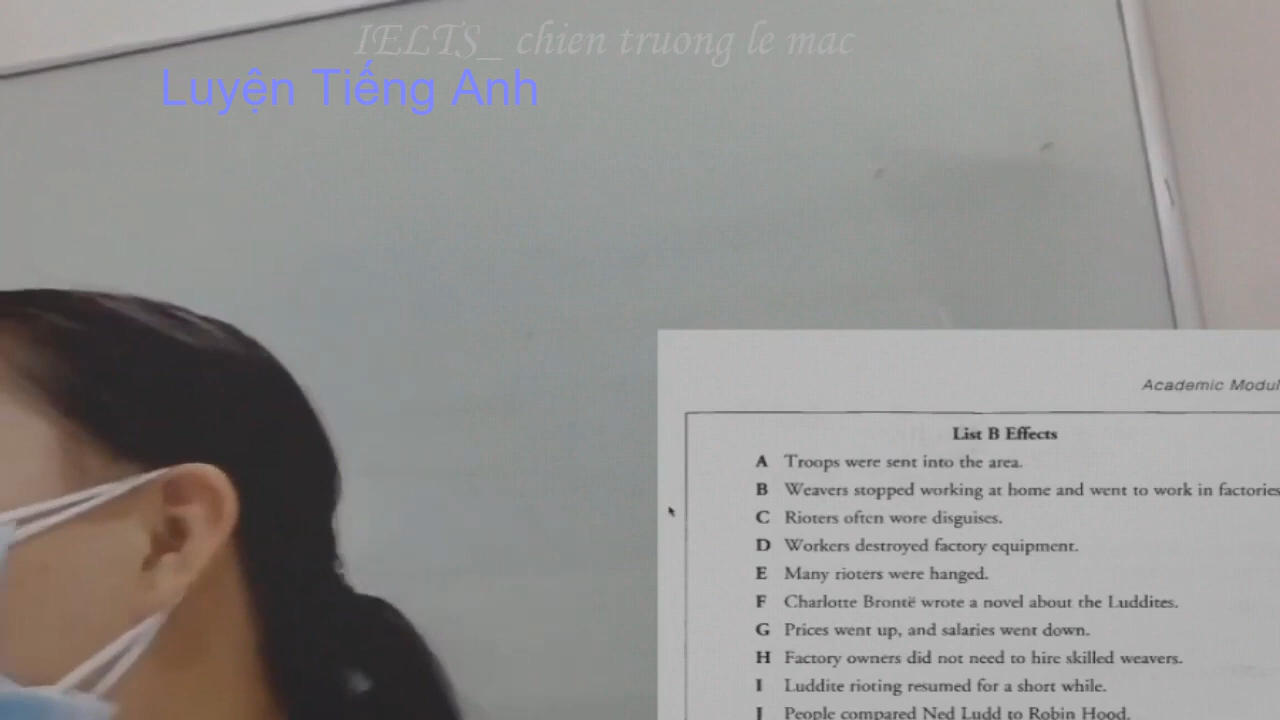 IELTS_ chien truong le mac
Luyện Tiếng Anh
Academic Modul
List B Effects
A Troops were sent into the area.
B Weavers stopped working at home and went to work in factories
C Rioters often wore disguises.
D Workers destroyed factory equipment.
E Many rioters were hanged.
F Charlotte Brontë wrote a novel about the Luddites.
G Prices went up, and salaries went down.
H Factory owners did not need to hire skilled weavers.
I Luddite rioting resumed for a short while.
J People compared Ned Ludd to Robin Hood.